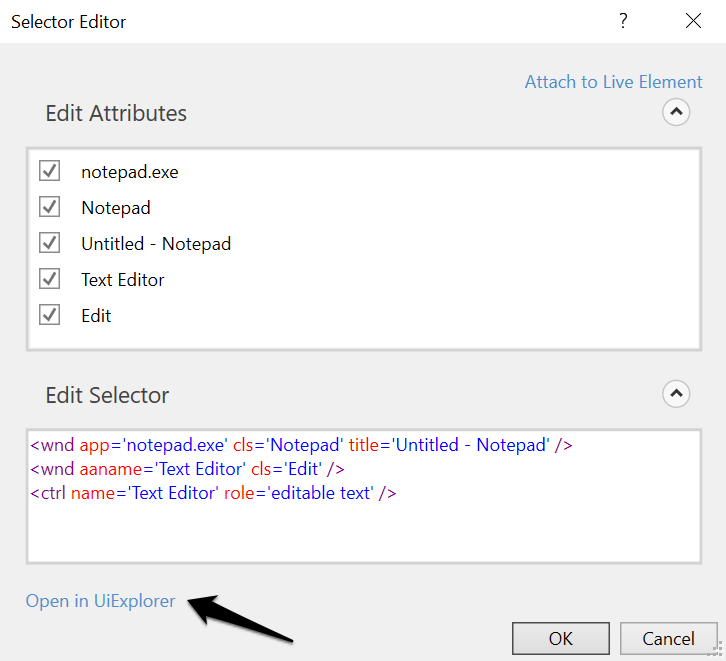 Selector Editor
?
Attach to Live Element
Edit Attributes
notepad.exe
Notepad
Untitled - Notepad
Text Editor
Edit
Edit Selector
<wnd app='notepad.exe' cls='Notepad' title='Untitled - Notepad' />
<wnd aaname='Text Editor' cls='Edit' />
<ctrl name='Text Editor' role='editable text' />
Open in UiExplorer
OK Cancel